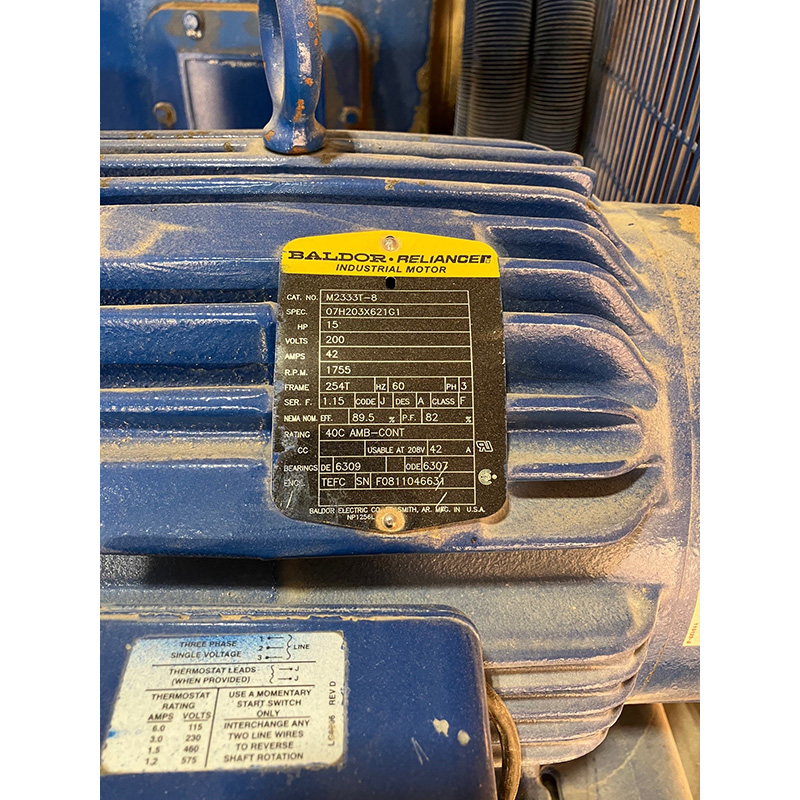 BALDOR • RELIANCE
INDUSTRIAL MOTOR
CAT. NO. M2333T-8
SPEC. 07H203X621G1
HP 15
VOLTS 200
AMPS 42
R.P.M. 1755
FRAME 254T HZ 60 PH 3
SER. F. 1.15 CODE J DES A CLASS F
NEMA NOM. EFF. 89.5 % P.F. 82 %
RATING 40C AMB-CONT
CC USABLE AT 208V 42 A
BEARINGS DE 6309 ODE 6307
ENCL. TEFC SN F0811046631
BALDOR ELECTRIC CO. SMITH, AR. MFG. IN U.S.A.
THREE PHASE
SINGLE VOLTAGE
1
2
3
LINE
THERMOSTAT LEADS
(WHEN PROVIDED)
J
J
THERMOSTAT
RATING
AMPS VOLTS
6.0 115
3.0 230
1.5 460
1.2 575
USE A MOMENTARY
START SWITCH
ONLY
INTERCHANGE ANY
TWO LINE WIRES
TO REVERSE
SHAFT ROTATION
REV D